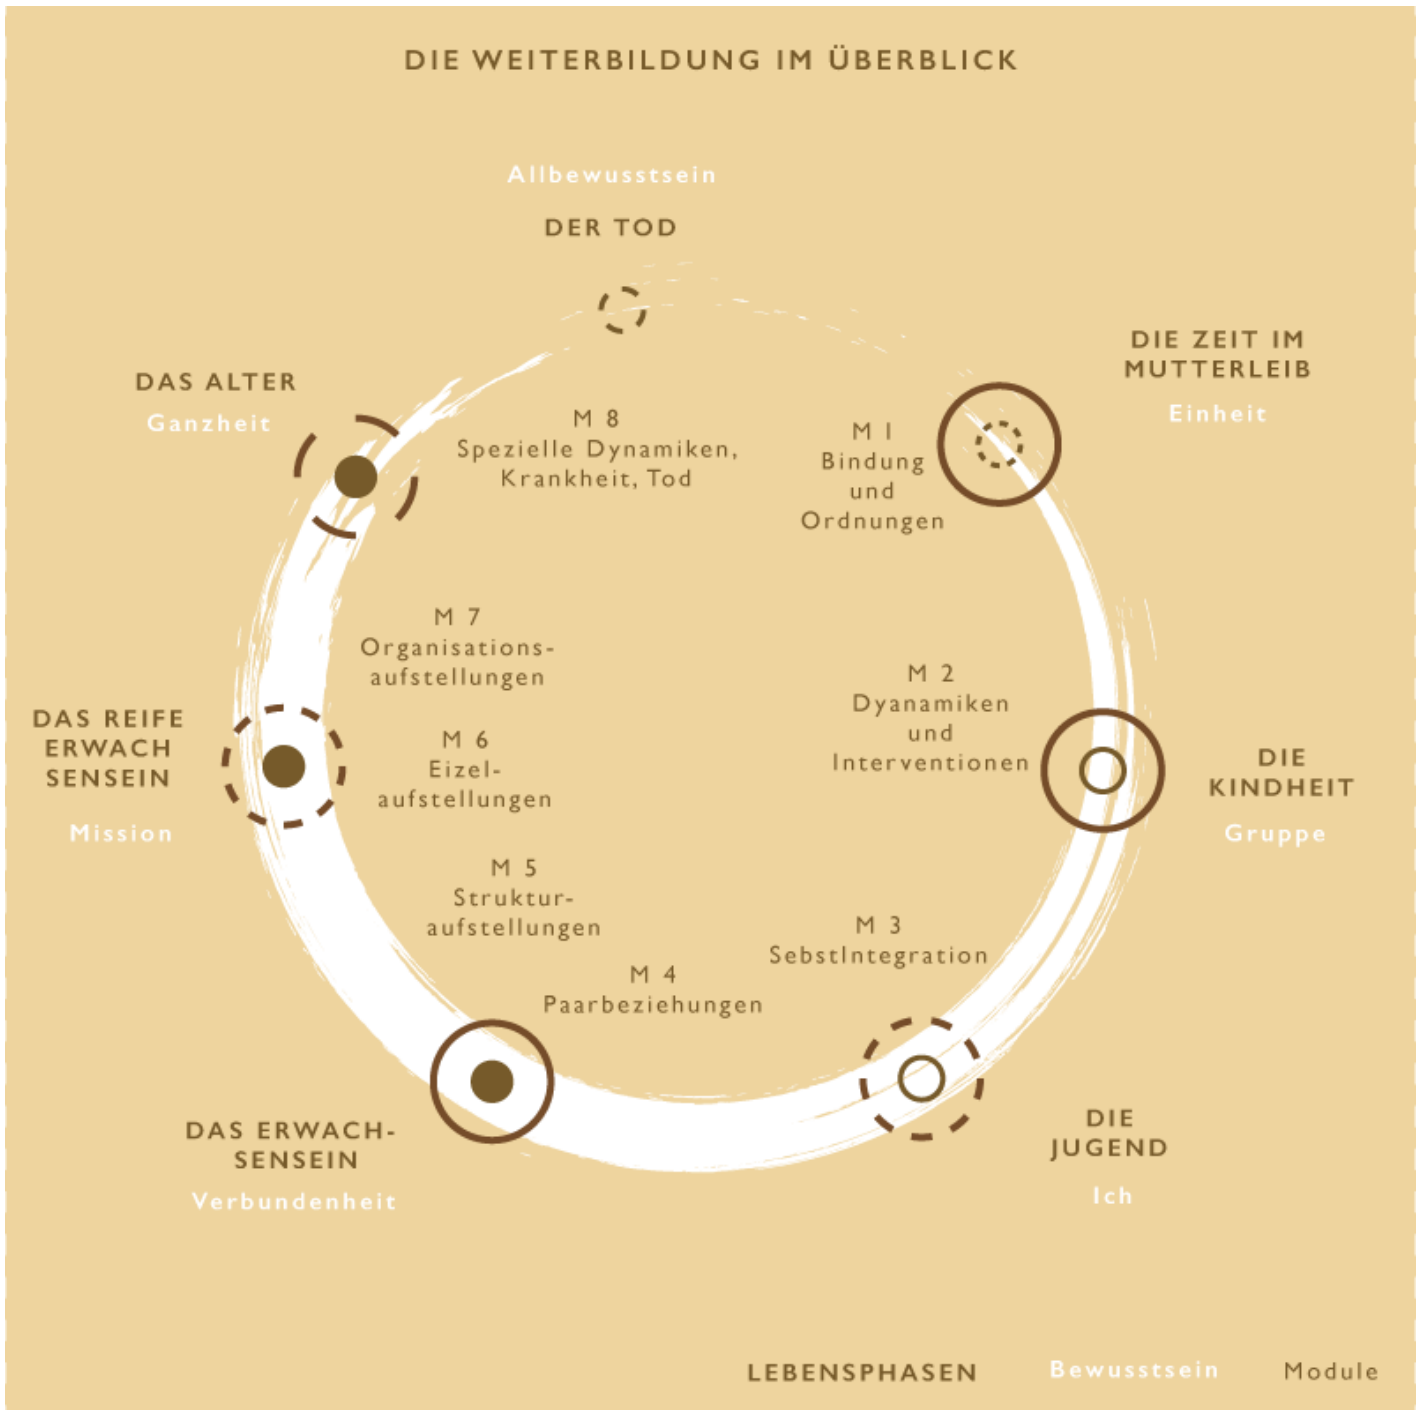 DIE WEITERBILDUNG IM ÜBERBLICK
Allbewusstsein
DER TOD
DIE ZEIT IM
MUTTERLEIB
Einheit
DAS ALTER
Ganzheit
M 8
Spezielle Dynamiken,
Krankheit, Tod
M 1
Bindung
und
Ordnungen
M 7
Organisations-
aufstellungen
M 2
Dyanamiken
und
Interventionen
DAS REIFE
ERWACH
SENSEIN
Mission
M 6
Eizel-
aufstellungen
DIE
KINDHEIT
Gruppe
M 5
Struktur-
aufstellungen
M 3
SebstIntegration
M 4
Paarbeziehungen
DAS ERWACH-
SENSEIN
Verbundenheit
DIE
JUGEND
Ich
LEBENSPHASEN
Bewusstsein
Module